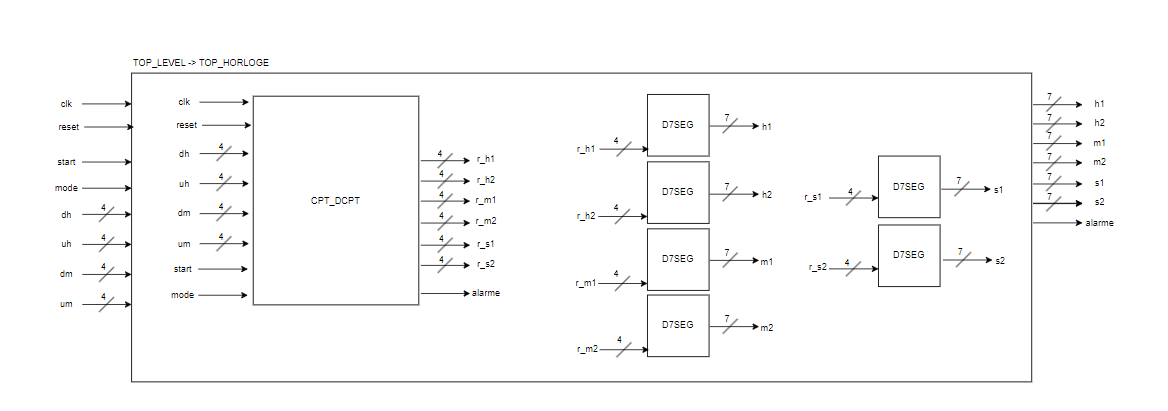 TOP_LEVEL -> TOP_HORLOGE
clk
reset
start
mode
dh
4
uh
4
dm
4
um
4
clk
reset
dh
4
uh
4
dm
4
um
4
start
mode
CPT_DCPT
4
r_h1
4
r_h2
4
r_m1
4
r_m2
4
r_s1
4
r_s2
alarme
r_h1
4
D7SEG
7
h1
r_h2
4
D7SEG
7
h2
r_m1
4
D7SEG
7
m1
r_m2
4
D7SEG
7
m2
r_s1
4
D7SEG
7
s1
r_s2
4
D7SEG
7
s2
7
h1
7
h2
7
m1
7
m2
7
s1
7
s2
alarme